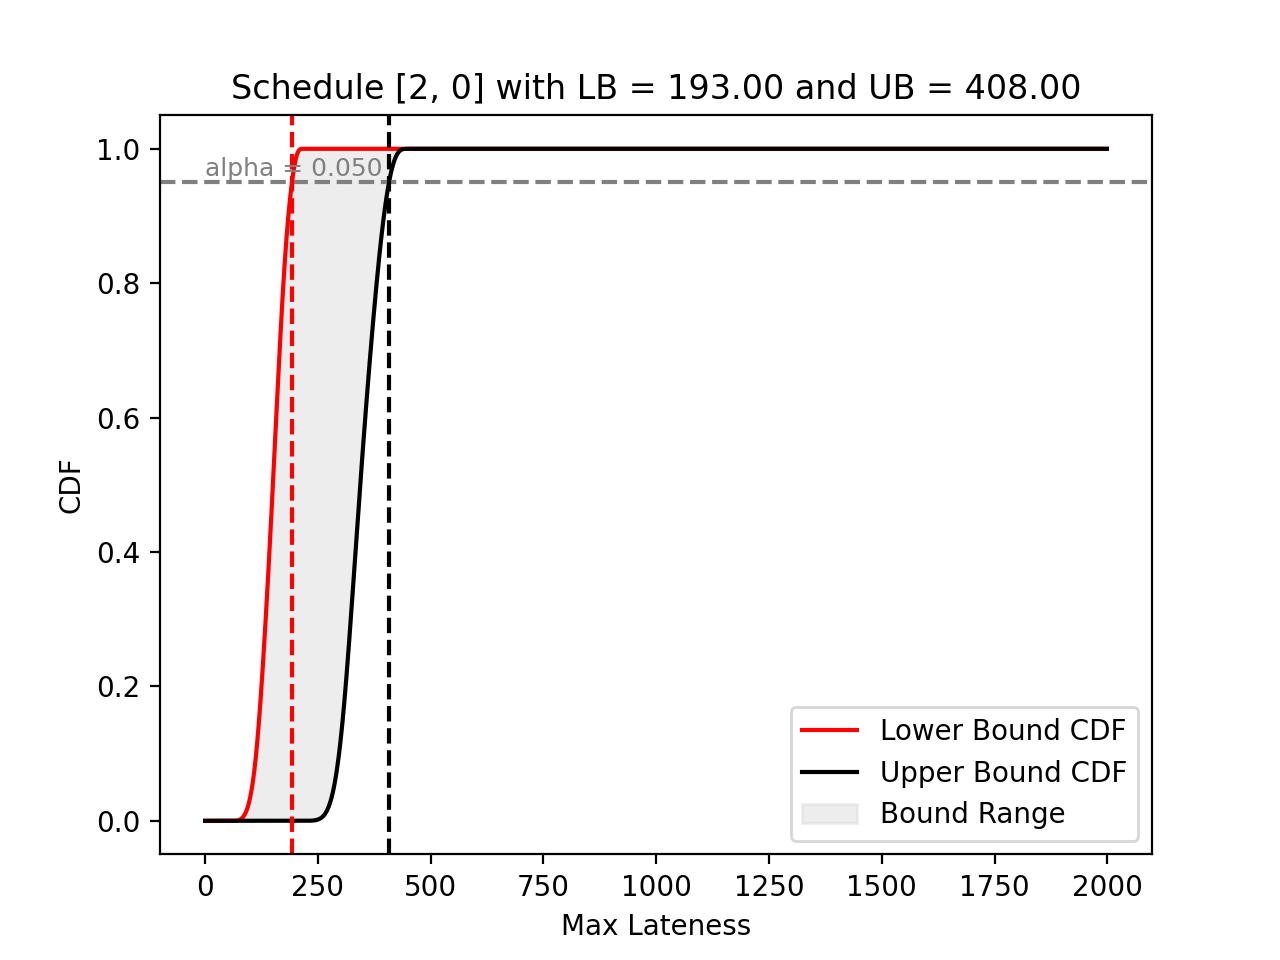 Schedule [2, 0] with LB = 193.00 and UB = 408.00
1.0
alpha = 0.050
0.8
0.6
CDF
0.4
0.2
0.0
Lower Bound CDF
Upper Bound CDF
Bound Range
0 250 500 750 1000 1250 1500 1750 2000
Max Lateness